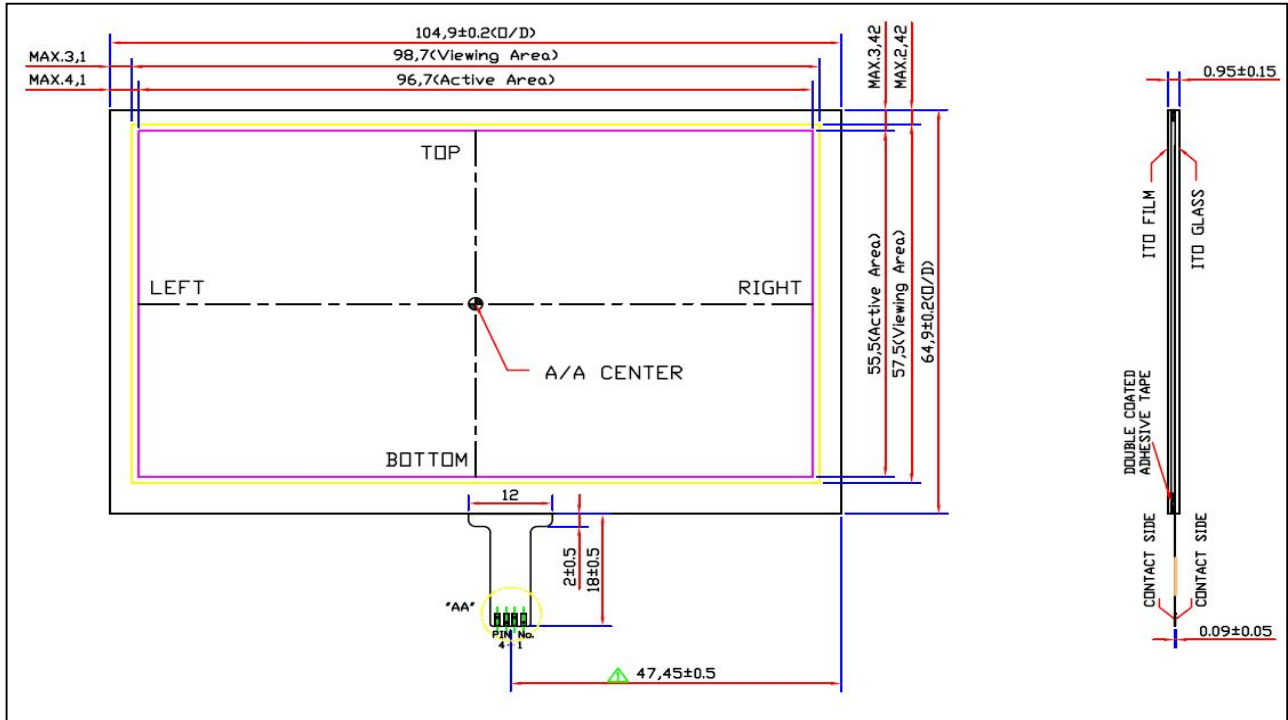 104,9±0.2(O/D)
MAX.3,1
98,7(Viewing Area)
MAX.4,1
96,7(Active Area)
MAX.3,42
MAX.2,42
0.95±0.15
TOP
LEFT
RIGHT
A/A CENTER
BOTTOM
55,5(Active Area)
57,5(Viewing Area)
64,9±0.2(O/D)
ITO FILM
ITO GLASS
DOUBLE COATED
ADHESIVE TAPE
12
2±0.5
18±0.5
"AA"
PIN No.
4 1
47,45±0.5
1
CONTACT SIDE
CONTACT SIDE
0.09±0.05